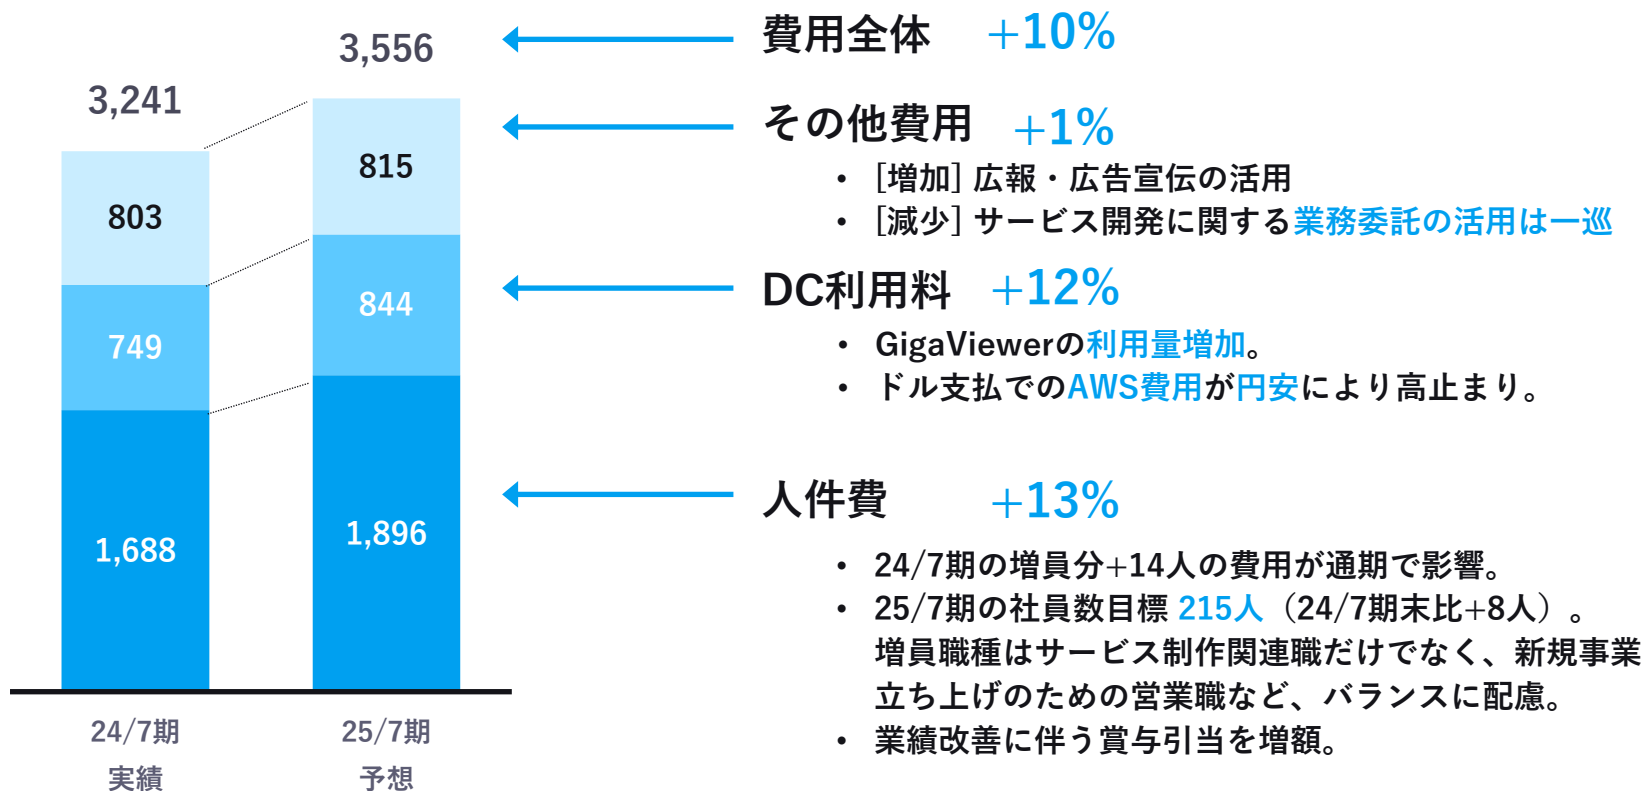 3,241
803
749
1,688
24/7期
実績
3,556
815
844
1,896
25/7期
予想
費用全体 +10%
その他費用 +1%
• [増加] 広報・広告宣伝の活用
• [減少] サービス開発に関する業務委託の活用は一巡
DC利用料 +12%
• GigaViewerの利用量増加。
• ドル支払でのAWS費用が円安により高止まり。
人件費 +13%
• 24/7期の増員分+14人の費用が通期で影響。
• 25/7期の社員数目標 215人（24/7期末比+8人）。
増員職種はサービス制作関連職だけでなく、新規事業
立ち上げのための営業職など、バランスに配慮。
• 業績改善に伴う賞与引当を増額。